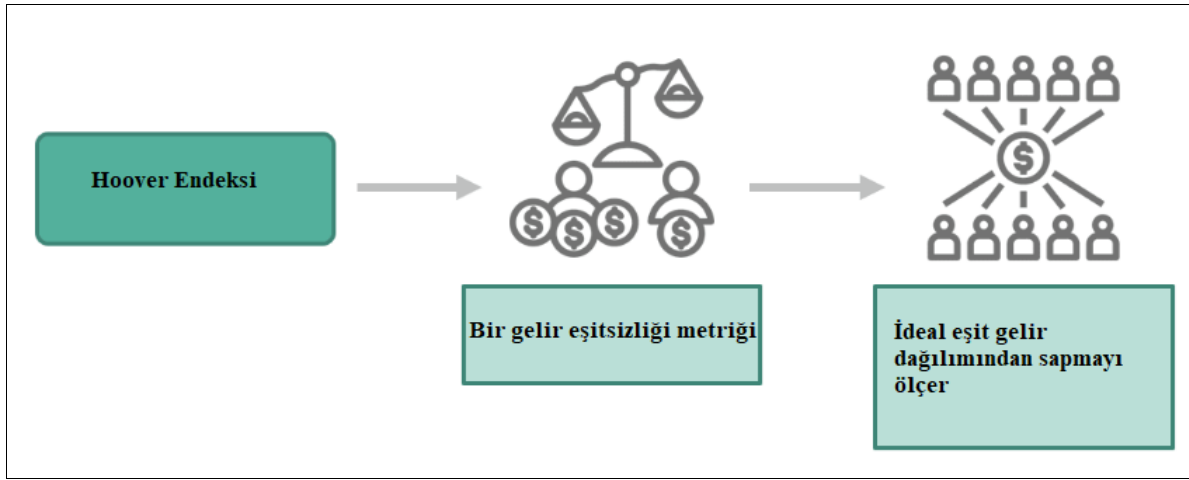 Hoover Endeksi
Bir gelir eşitsizliği metriği
İdeal eşit gelir
dağılımından sapmayı
ölçer
$
$
$
$
$